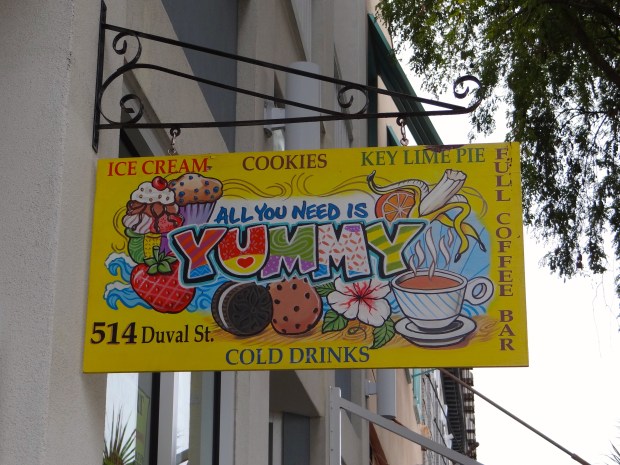 ICE CREAM COOKIES KEY LIME PIE
ALL YOU NEED IS
YUMMY
514 Duval St.
COLD DRINKS
FULL COFFEE BAR